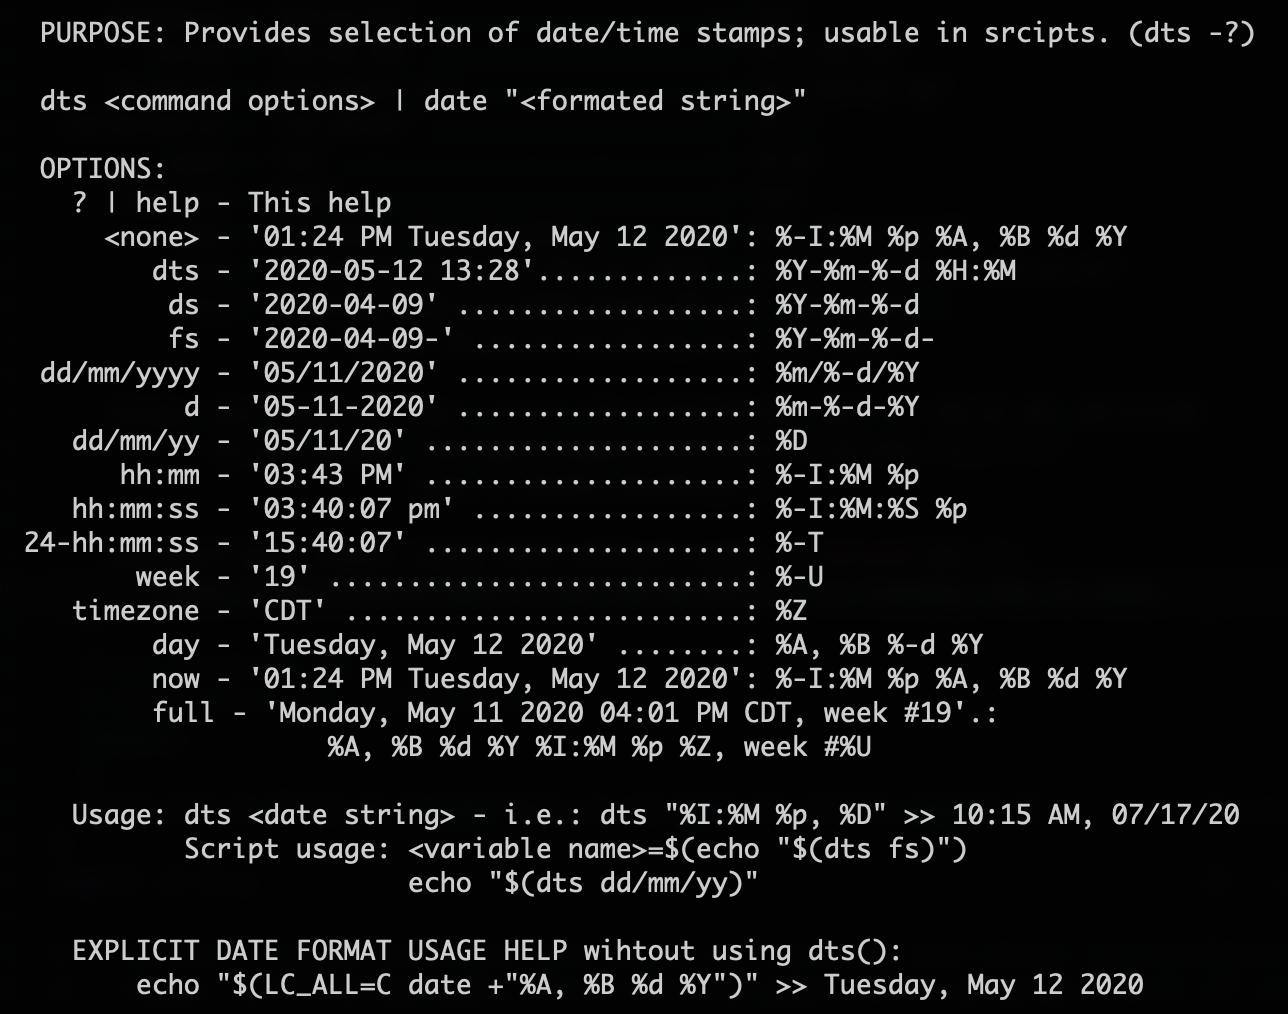 PURPOSE: Provides selection of date/time stamps; usable in srcipts. (dts -?)
dts <command options> | date "<formated string>"
OPTIONS:
? | help - This help
<none> - '01:24 PM Tuesday, May 12 2020': %-I:%M %p %A, %B %d %Y
dts - '2020-05-12 13:28'.............: %Y-%m-%-d %H:%M
ds - '2020-04-09' ..................: %Y-%m-%-d
fs - '2020-04-09-' .................: %Y-%m-%-d-
dd/mm/yyyy - '05/11/2020' ..................: %m/%-d/%Y
d - '05-11-2020' ..................: %m-%-d-%Y
dd/mm/yy - '05/11/20' ....................: %D
hh:mm - '03:43 PM' ....................: %-I:%M %p
hh:mm:ss - '03:40:07 pm' .................: %-I:%M:%S %p
24-hh:mm:ss - '15:40:07' ....................: %-T
week - '19' ..........................: %-U
timezone - 'CDT' .........................: %Z
day - 'Tuesday, May 12 2020' ........: %A, %B %-d %Y
now - '01:24 PM Tuesday, May 12 2020': %-I:%M %p %A, %B %d %Y
full - 'Monday, May 11 2020 04:01 PM CDT, week #19'.:
%A, %B %d %Y %I:%M %p %Z, week #%U
Usage: dts <date string> - i.e.: dts "%I:%M %p, %D" >> 10:15 AM, 07/17/20
Script usage: <variable name>=$(echo "$(dts fs)")
echo "$(dts dd/mm/yy)"
EXPLICIT DATE FORMAT USAGE HELP wihtout using dts():
echo "$(LC_ALL=C date +"%A, %B %d %Y")" >> Tuesday, May 12 2020